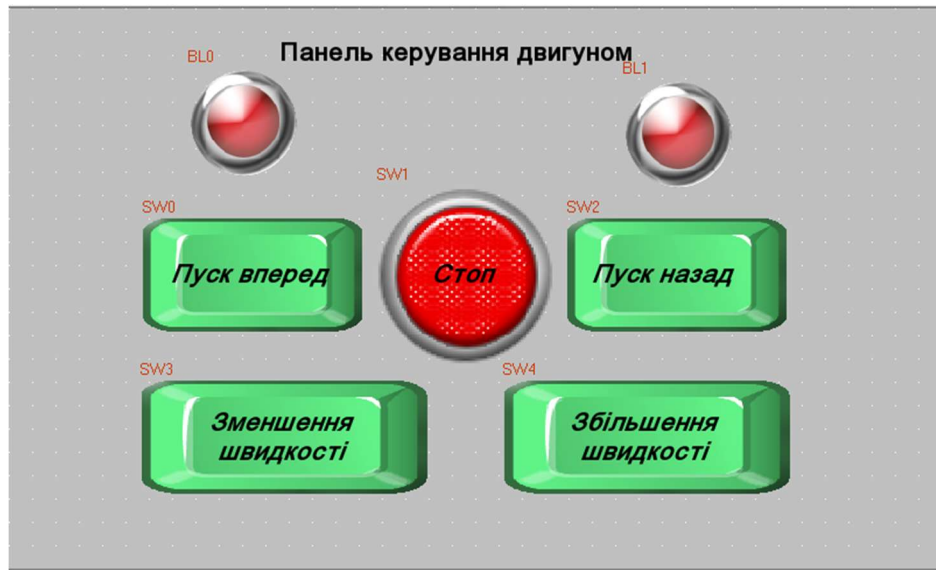 Панель керування двигуном
BL0
BL1
SW1
SW0
SW2
Пуск вперед
Стоп
Пуск назад
SW3
SW4
Зменшення
швидкості
Збільшення
швидкості